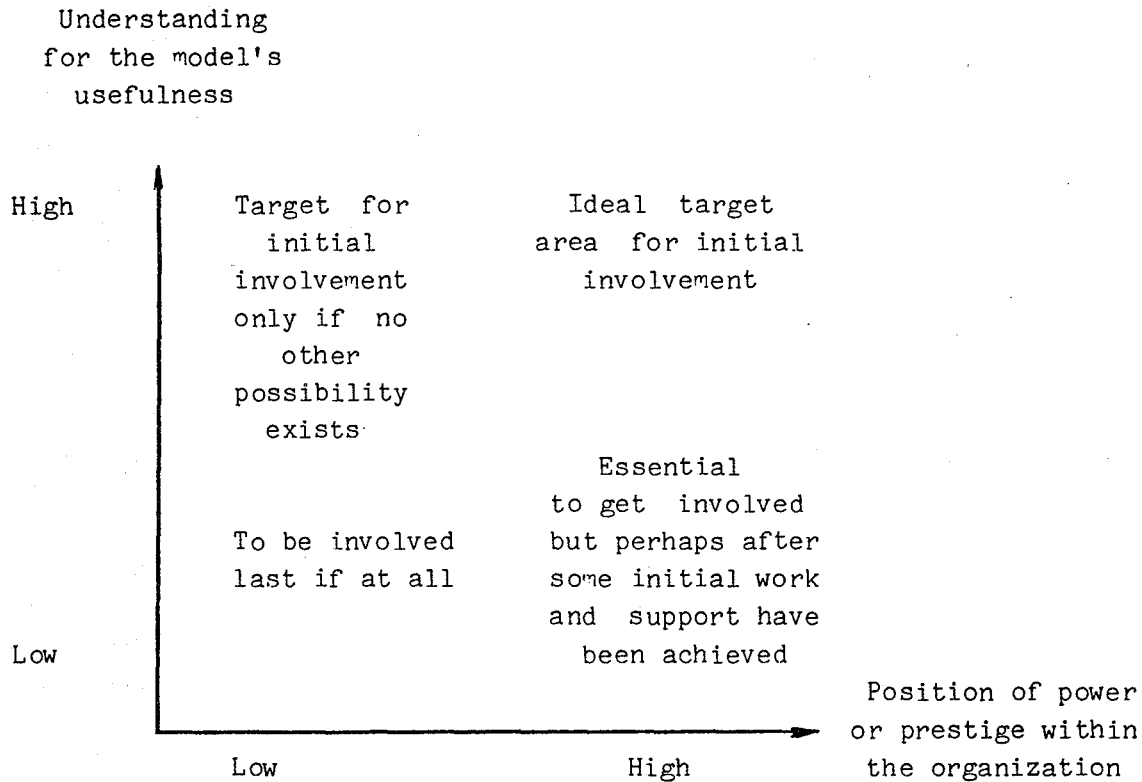 Understanding
for the model's
usefulness
High
Target for
initial
involvement
only if no
other
possibility
exists
Ideal target
area for initial
involvement
To be involved
last if at all
Essential
to get involved
but perhaps after
some initial work
and support have
been achieved
Low
Position of power
or prestige within
the organization
Low
High